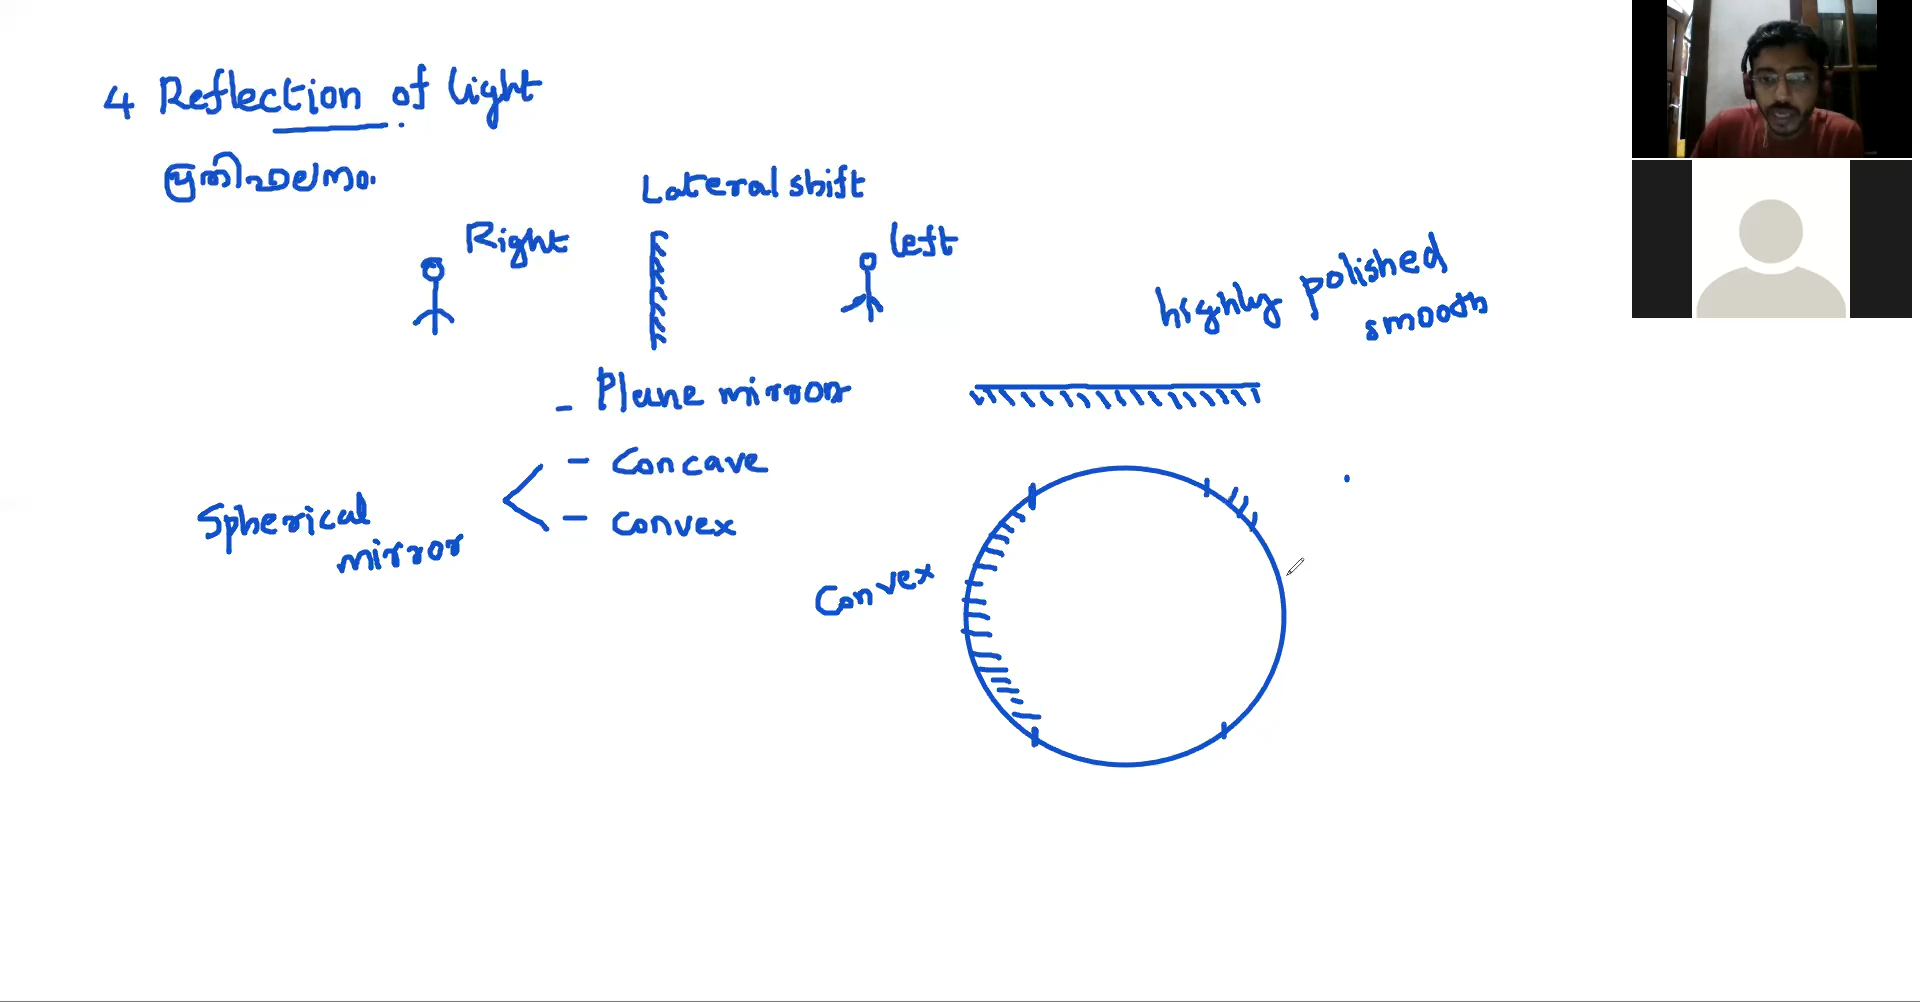 4 Reflection of light
പ്രതിഫലനം.
Lateral shift
Right
left
highly polished
smooth
- Plane mirror
- Concave
Spherical
mirror
- Convex
Convex